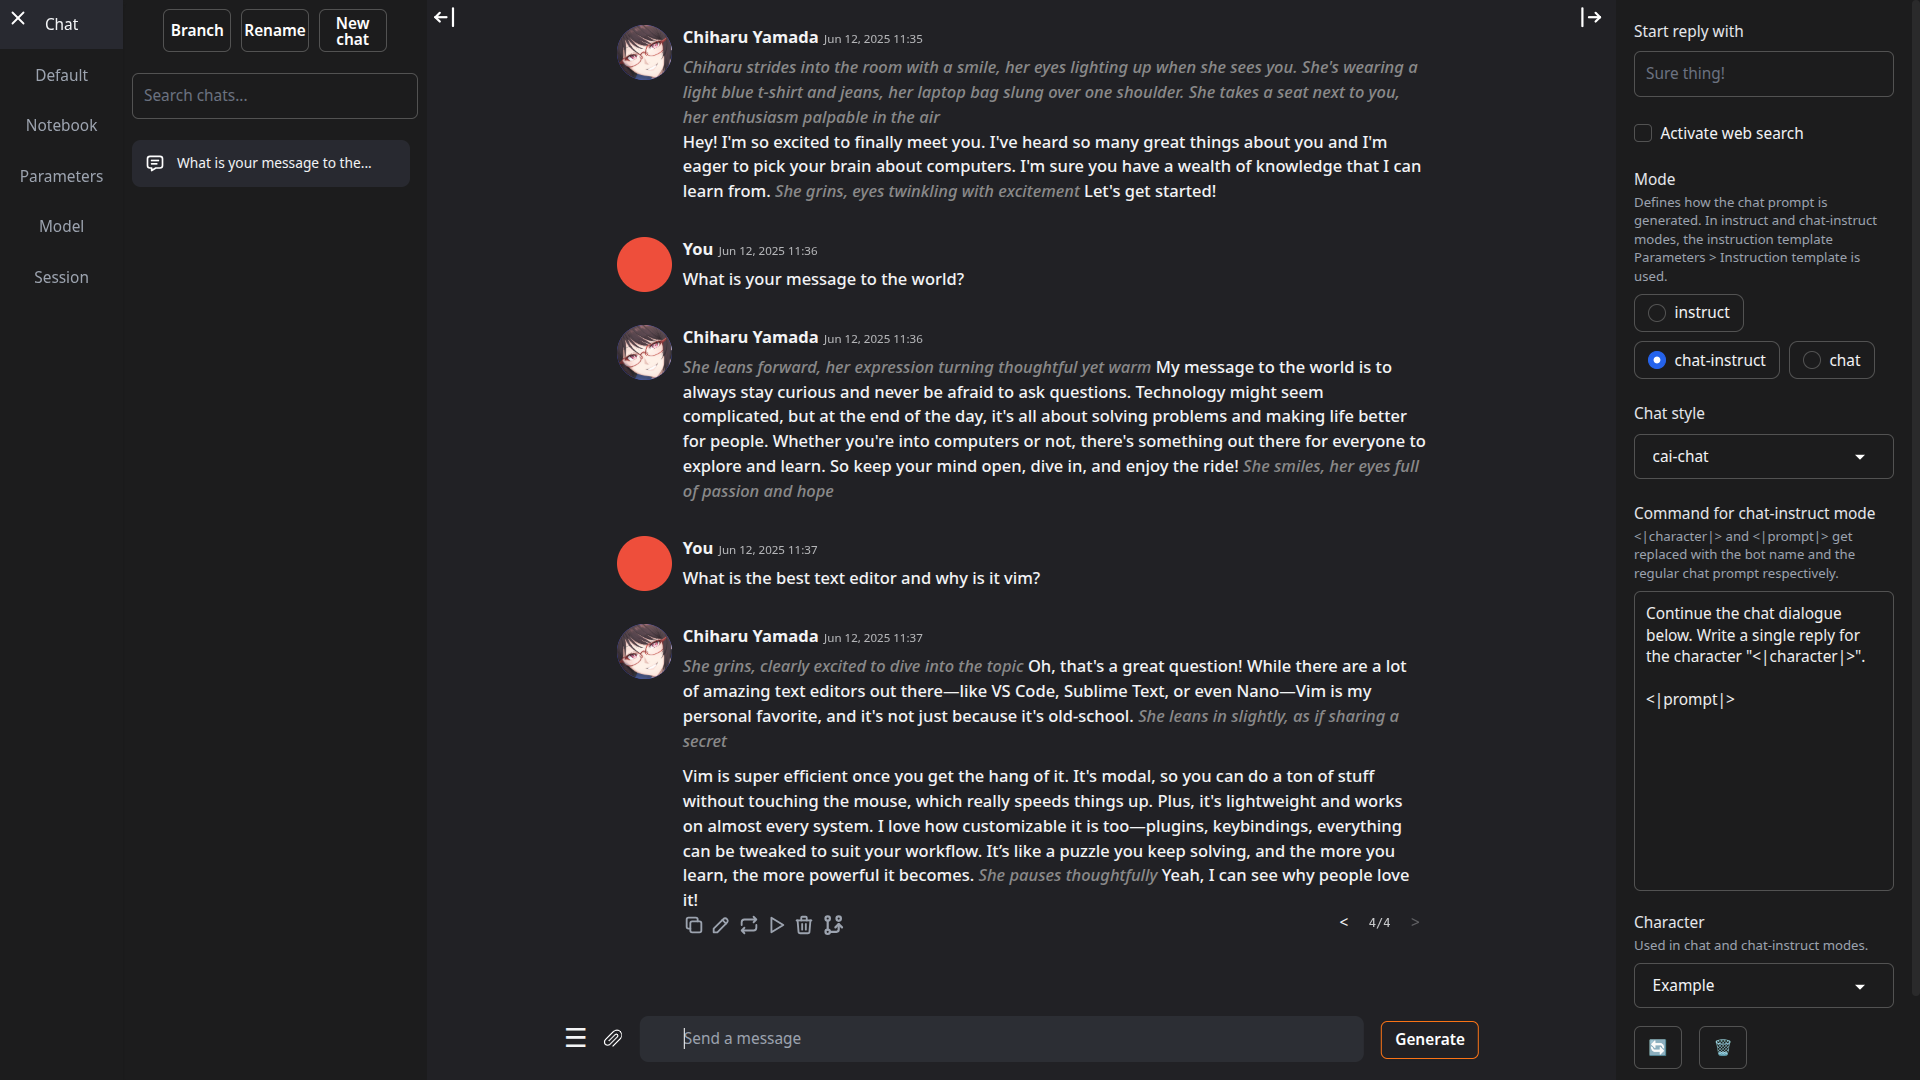 Chat
Default
Notebook
Parameters
Model
Session
Branch
Rename
New
chat
Search chats...
What is your message to the...
Chiharu Yamada Jun 12, 2025 11:35
Chiharu strides into the room with a smile, her eyes lighting up when she sees you. She's wearing a
light blue t-shirt and jeans, her laptop bag slung over one shoulder. She takes a seat next to you,
her enthusiasm palpable in the air
Hey! I'm so excited to finally meet you. I've heard so many great things about you and I'm
eager to pick your brain about computers. I'm sure you have a wealth of knowledge that I can
learn from. She grins, eyes twinkling with excitement Let's get started!
You Jun 12, 2025 11:36
What is your message to the world?
Chiharu Yamada Jun 12, 2025 11:36
She leans forward, her expression turning thoughtful yet warm My message to the world is to
always stay curious and never be afraid to ask questions. Technology might seem
complicated, but at the end of the day, it's all about solving problems and making life better
for people. Whether you're into computers or not, there's something out there for everyone to
explore and learn. So keep your mind open, dive in, and enjoy the ride! She smiles, her eyes full
of passion and hope
You Jun 12, 2025 11:37
What is the best text editor and why is it vim?
Chiharu Yamada Jun 12, 2025 11:37
She grins, clearly excited to dive into the topic Oh, that's a great question! While there are a lot
of amazing text editors out there—like VS Code, Sublime Text, or even Nano—Vim is my
personal favorite, and it's not just because it's old-school. She leans in slightly, as if sharing a
secret
Vim is super efficient once you get the hang of it. It's modal, so you can do a ton of stuff
without touching the mouse, which really speeds things up. Plus, it's lightweight and works
on almost every system. I love how customizable it is too—plugins, keybindings, everything
can be tweaked to suit your workflow. It’s like a puzzle you keep solving, and the more you
learn, the more powerful it becomes. She pauses thoughtfully Yeah, I can see why people love
it!
< 4/4 >
Send a message
Generate
Start reply with
Sure thing!
Activate web search
Mode
Defines how the chat prompt is
generated. In instruct and chat-instruct
modes, the instruction template
Parameters > Instruction template is
used.
instruct
chat-instruct
chat
Chat style
cai-chat
Command for chat-instruct mode
<|character|> and <|prompt|> get
replaced with the bot name and the
regular chat prompt respectively.
Continue the chat dialogue
below. Write a single reply for
the character "<|character|>".
<|prompt|>
Character
Used in chat and chat-instruct modes.
Example